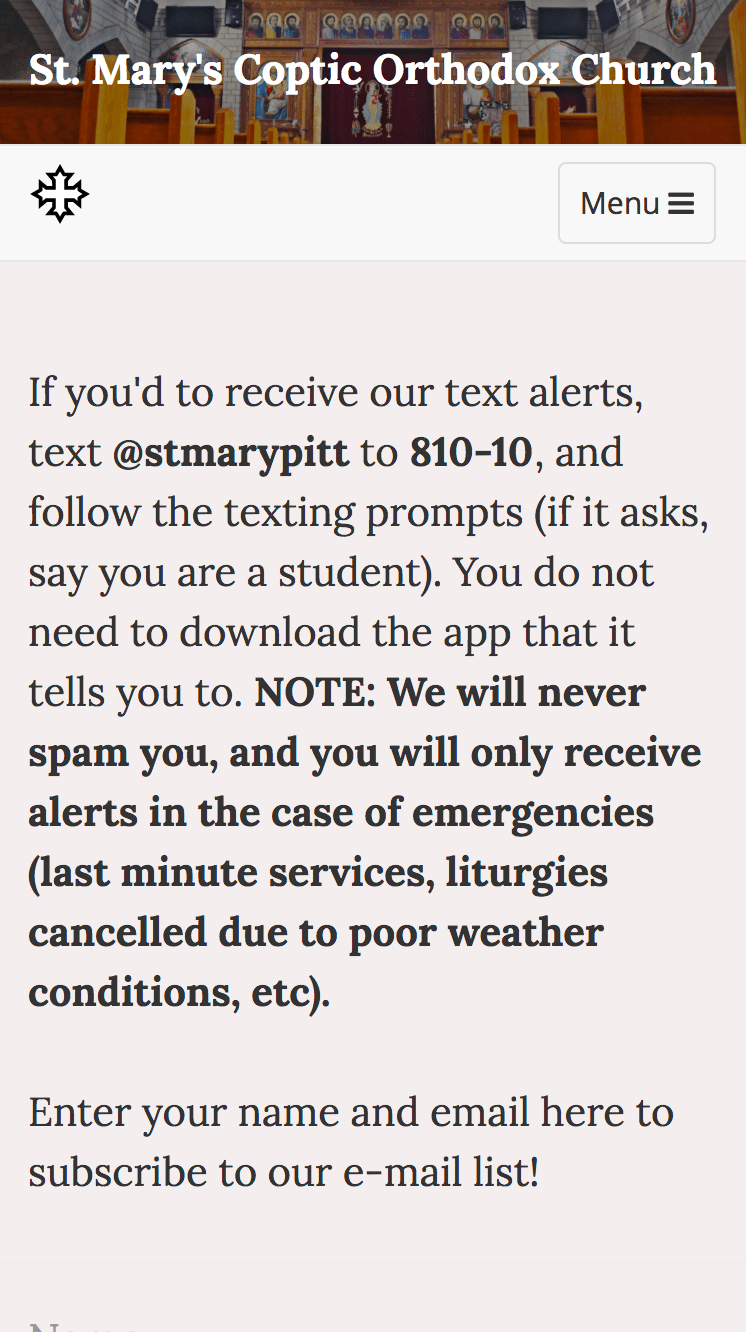 St. Mary's Coptic Orthodox Church
Menu
If you'd to receive our text alerts,
text @stmarypitt to 810-10, and
follow the texting prompts (if it asks,
say you are a student). You do not
need to download the app that it
tells you to. NOTE: We will never
spam you, and you will only receive
alerts in the case of emergencies
(last minute services, liturgies
cancelled due to poor weather
conditions, etc).
Enter your name and email here to
subscribe to our e-mail list!